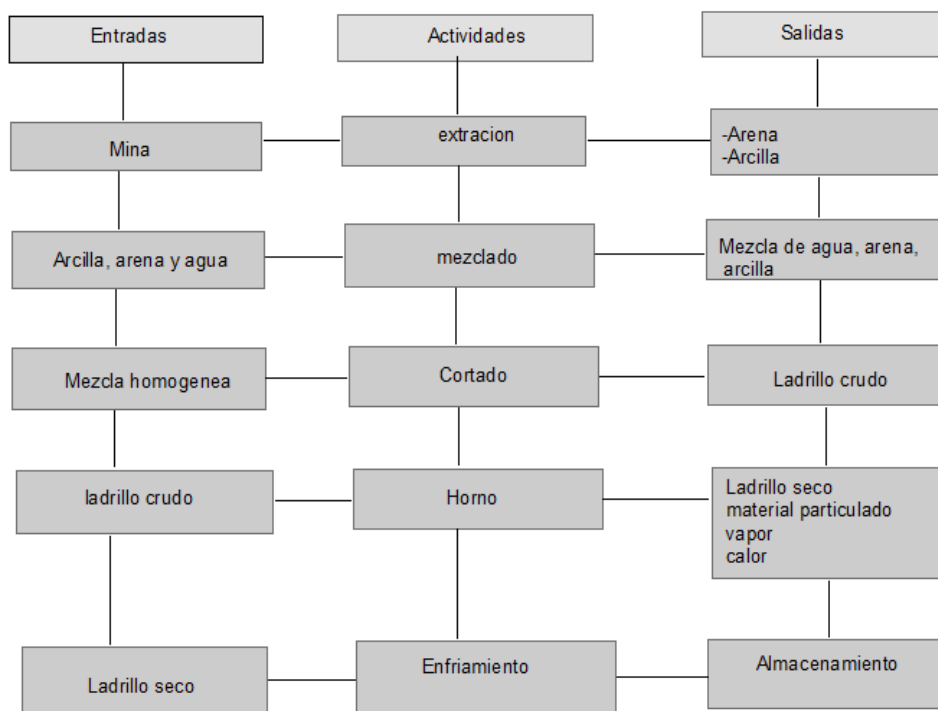 Entradas
Actividades
Salidas
Mina
extracion
-Arena
-Arcilla
Arcilla, arena y agua
mezclado
Mezcla de agua, arena,
arcilla
Mezcla homogenea
Cortado
Ladrillo crudo
ladrillo crudo
Horno
Ladrillo seco
material particulado
vapor
calor
Ladrillo seco
Enfriamiento
Almacenamiento